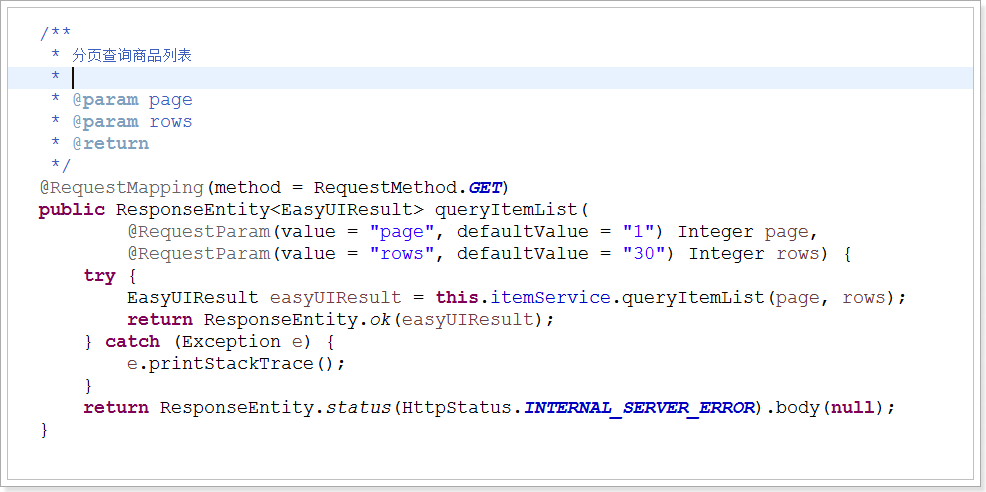 /**
 * 分页查询商品列表
 *
 * @param page
 * @param rows
 * @return
 */
@RequestMapping(method = RequestMethod.GET)
public ResponseEntity<EasyUIResult> queryItemList(
        @RequestParam(value = "page", defaultValue = "1") Integer page,
        @RequestParam(value = "rows", defaultValue = "30") Integer rows) {
    try {
        EasyUIResult easyUIResult = this.itemService.queryItemList(page, rows);
        return ResponseEntity.ok(easyUIResult);
    } catch (Exception e) {
        e.printStackTrace();
    }
    return ResponseEntity.status(HttpStatus.INTERNAL_SERVER_ERROR).body(null);
}